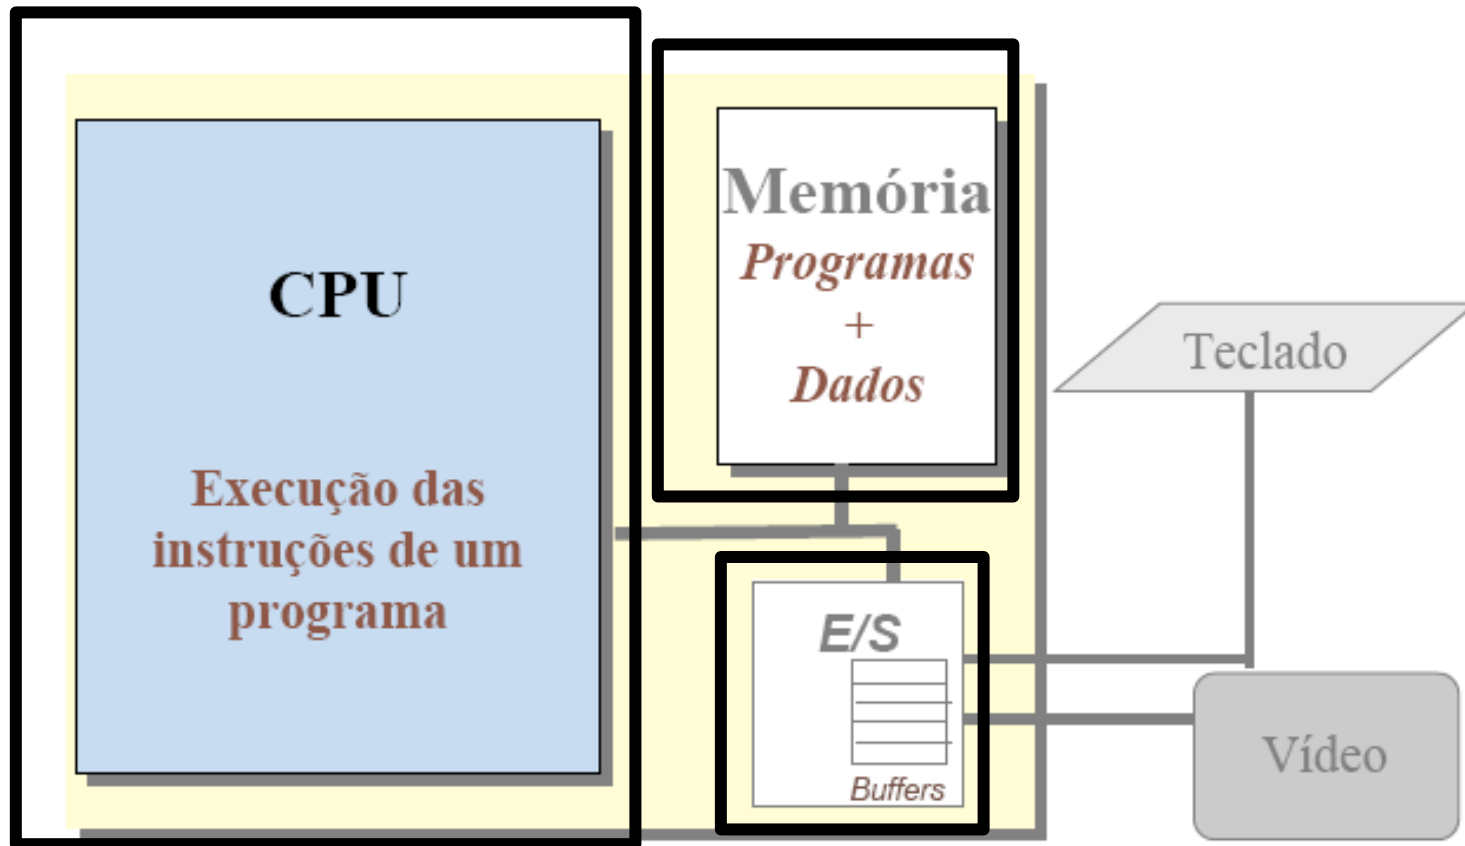 CPU
Execução das
instruções de um
programa
Memória
Programas
+
Dados
E/S
Buffers
Teclado
Vídeo